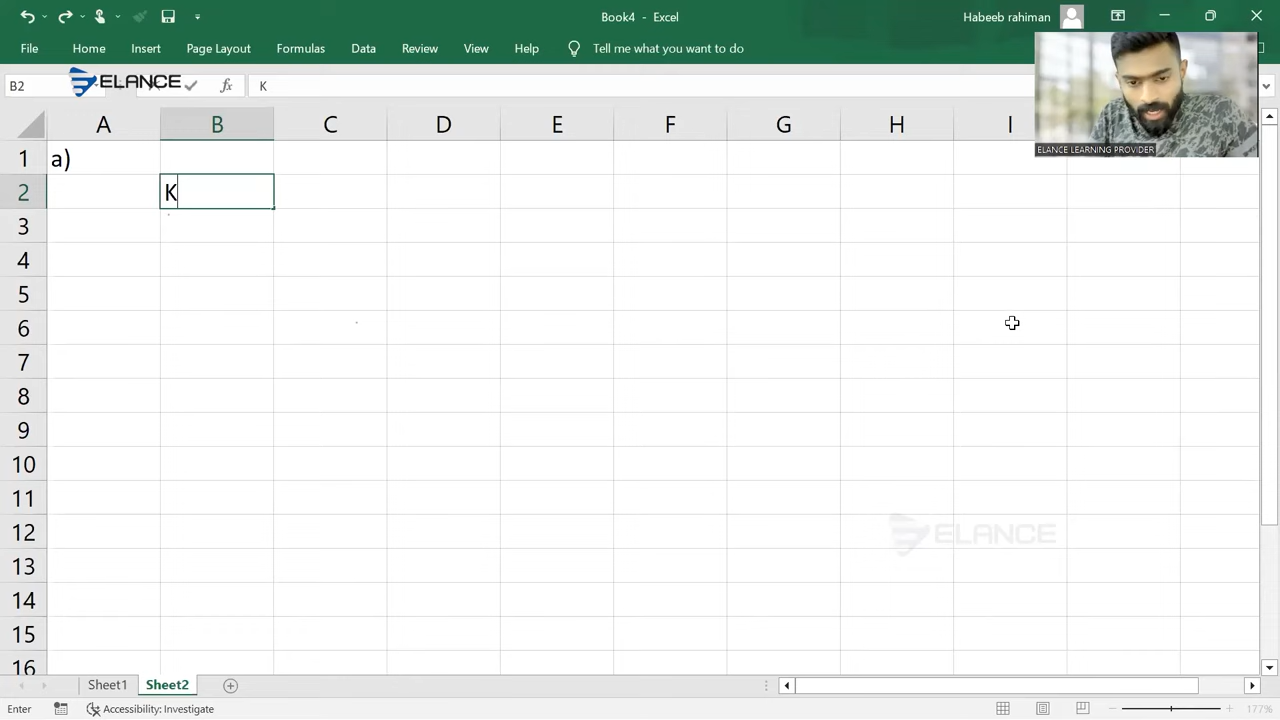 Book4 - Excel
Habeeb rahiman
File Home Insert Page Layout Formulas Data Review View Help Tell me what you want to do
B2
ELANCE
fx
K
A B C D E F G H I
ELANCE LEARNING PROVIDER
1 a)
2 K
3
4
5
6
7
8
9
10
11
12
ELANCE
13
14
15
16
Sheet1 Sheet2
Enter
Accessibility: Investigate
177%